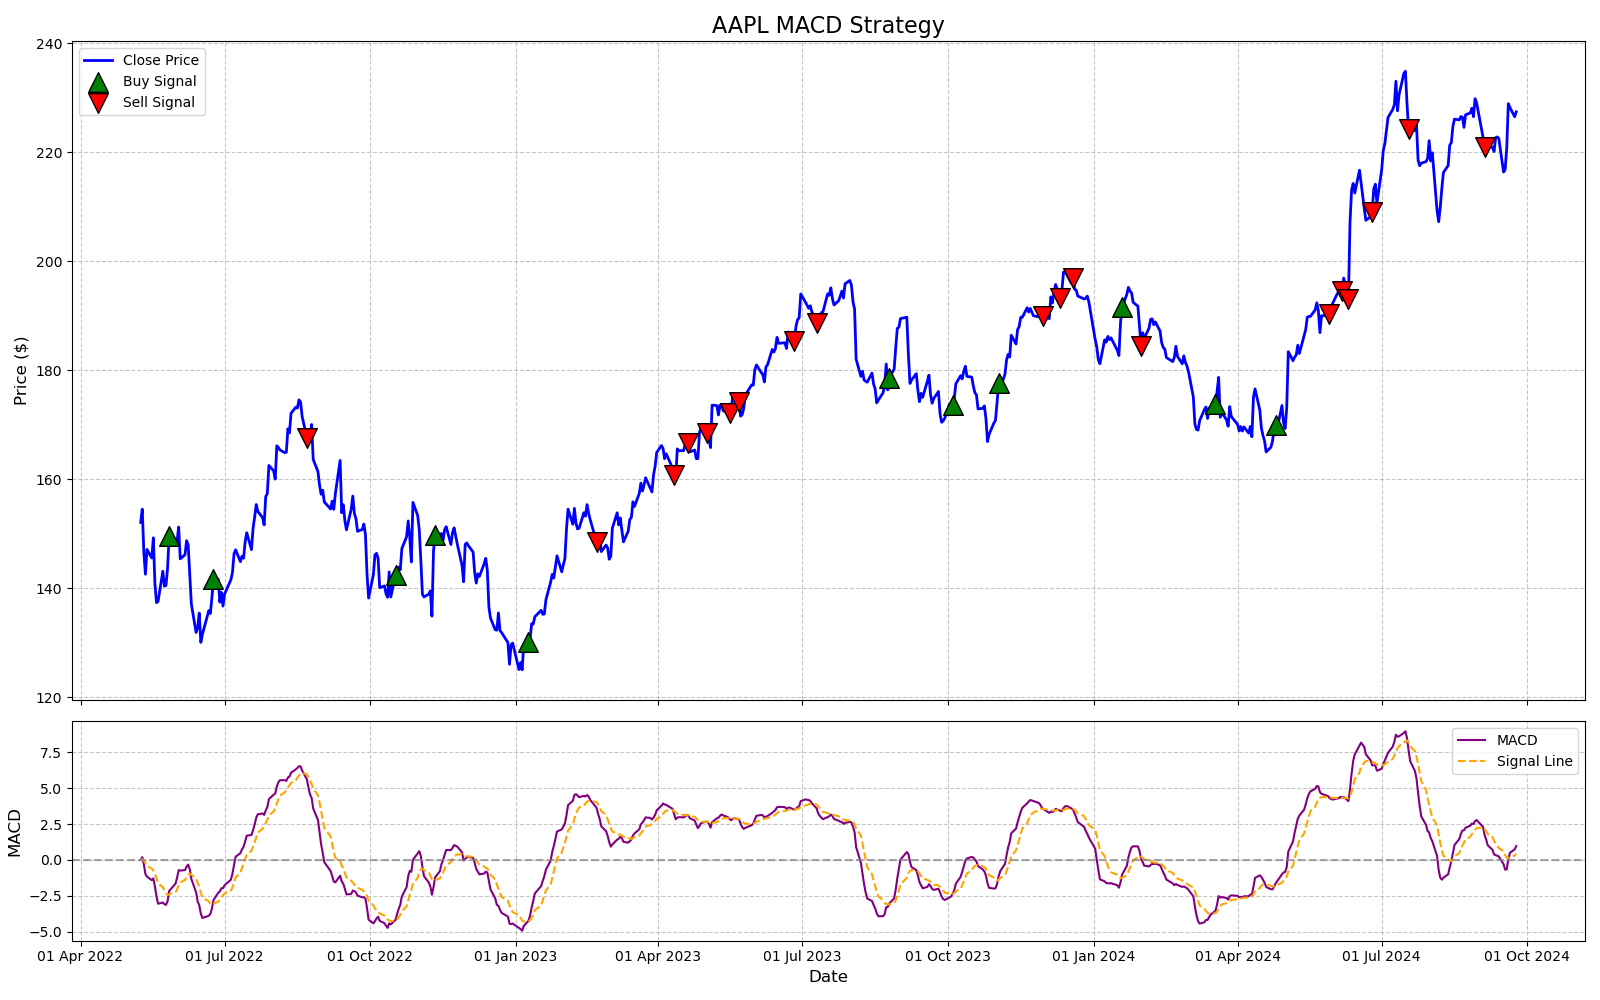 AAPL MACD Strategy
Close Price
Buy Signal
Sell Signal
Price ($)
240
220
200
180
160
140
120
MACD
Signal Line
MACD
7.5
5.0
2.5
0.0
−2.5
−5.0
01 Apr 2022
01 Jul 2022
01 Oct 2022
01 Jan 2023
01 Apr 2023
01 Jul 2023
01 Oct 2023
01 Jan 2024
01 Apr 2024
01 Jul 2024
01 Oct 2024
Date